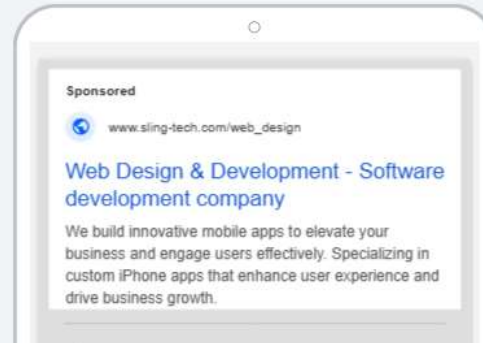 Sponsored
www.sling-tech.com/web_design
Web Design & Development - Software
development company
We build innovative mobile apps to elevate your
business and engage users effectively. Specializing in
custom iPhone apps that enhance user experience and
drive business growth.